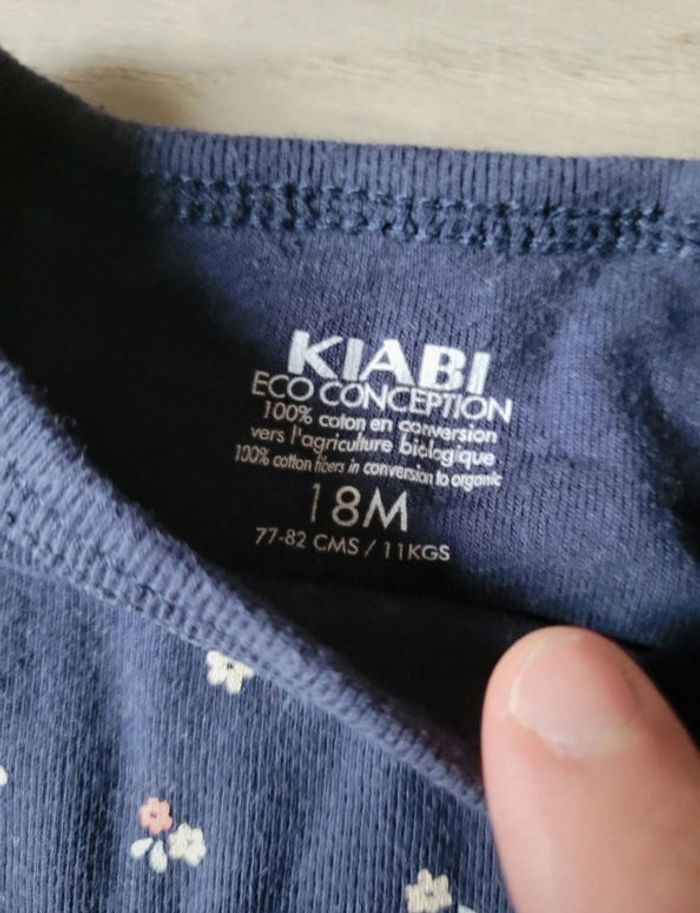 KIABI
ECO CONCEPTION
100% coton en conversion
vers l'agriculture biologique
100% cotton fibers in conversion to organic
18M
77-82 CMS / 11KGS